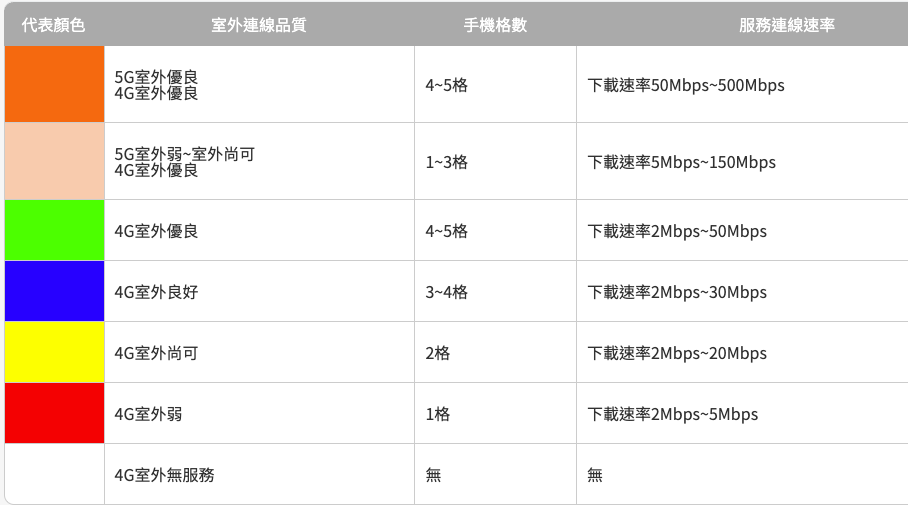 代表顏色 室外連線品質 手機格數 服務連線速率
5G室外優良
4G室外優良
4~5格
下載速率50Mbps~500Mbps
5G室外弱~室外尚可
4G室外優良
1~3格
下載速率5Mbps~150Mbps
4G室外優良 4~5格 下載速率2Mbps~50Mbps
4G室外良好 3~4格 下載速率2Mbps~30Mbps
4G室外尚可 2格 下載速率2Mbps~20Mbps
4G室外弱 1格 下載速率2Mbps~5Mbps
4G室外無服務 無 無